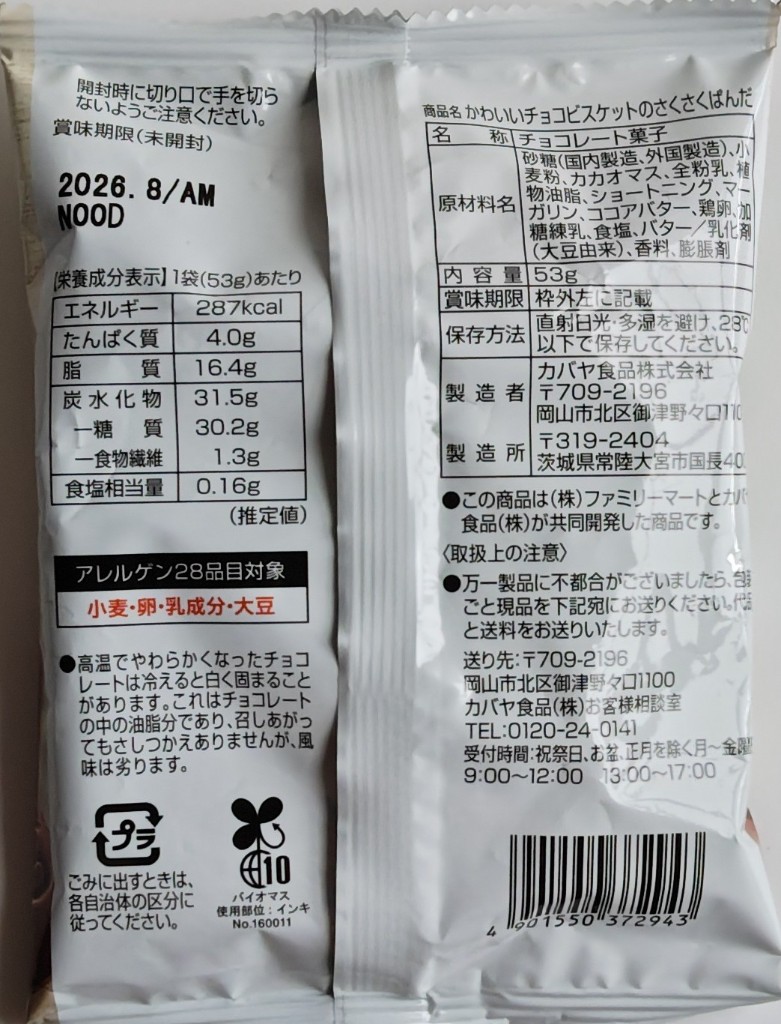 開封時に切り口で手を切ら
ないようご注意ください。
賞味期限(未開封)
2026. 8/AM
NOOD
【栄養成分表示】1袋(53g)あたり
エネルギー 287kcal
たんぱく質 4.0g
脂質 16.4g
炭水化物 31.5g
－糖質 30.2g
－食物繊維 1.3g
食塩相当量 0.16g
(推定値)
アレルゲン28品目対象
小麦・卵・乳成分・大豆
●高温でやわらかくなったチョコ
レートは冷えると白く固まること
があります。これはチョコレート
の中の油脂分であり、召しあがっ
てもさしつかえありませんが、風
味は劣ります。
プラ
ごみに出すときは、
各自治体の区分に
従ってください。
10
バイオマス
使用部位：インキ
No.160011
商品名 かわいいチョコビスケットのさくさくぱんだ
名称 チョコレート菓子
原材料名 砂糖(国内製造、外国製造)、小
麦粉、カカオマス、全粉乳、植
物油脂、ショートニング、マー
ガリン、ココアバター、鶏卵、加
糖練乳、食塩、バター／乳化剤
(大豆由来)、香料、膨脹剤
内容量 53g
賞味期限 枠外左に記載
保存方法 直射日光・多湿を避け、28℃
以下で保存してください。
製造者 カバヤ食品株式会社
〒709-2196
岡山市北区御津野々口110
製造所 〒319-2404
茨城県常陸大宮市国長40
●この商品は(株)ファミリーマートとカバ
食品(株)が共同開発した商品です。
〈取扱上の注意〉
●万一製品に不都合がございましたら、包装
ごと現品を下記宛にお送りください。代品
と送料をお送りいたします。
送り先：〒709-2196
岡山市北区御津野々口1100
カバヤ食品(株)お客様相談室
TEL:0120-24-0141
受付時間：祝祭日、お盆、正月を除く月〜金曜
9:00〜12:00 13:00〜17:00
4 901550 372943